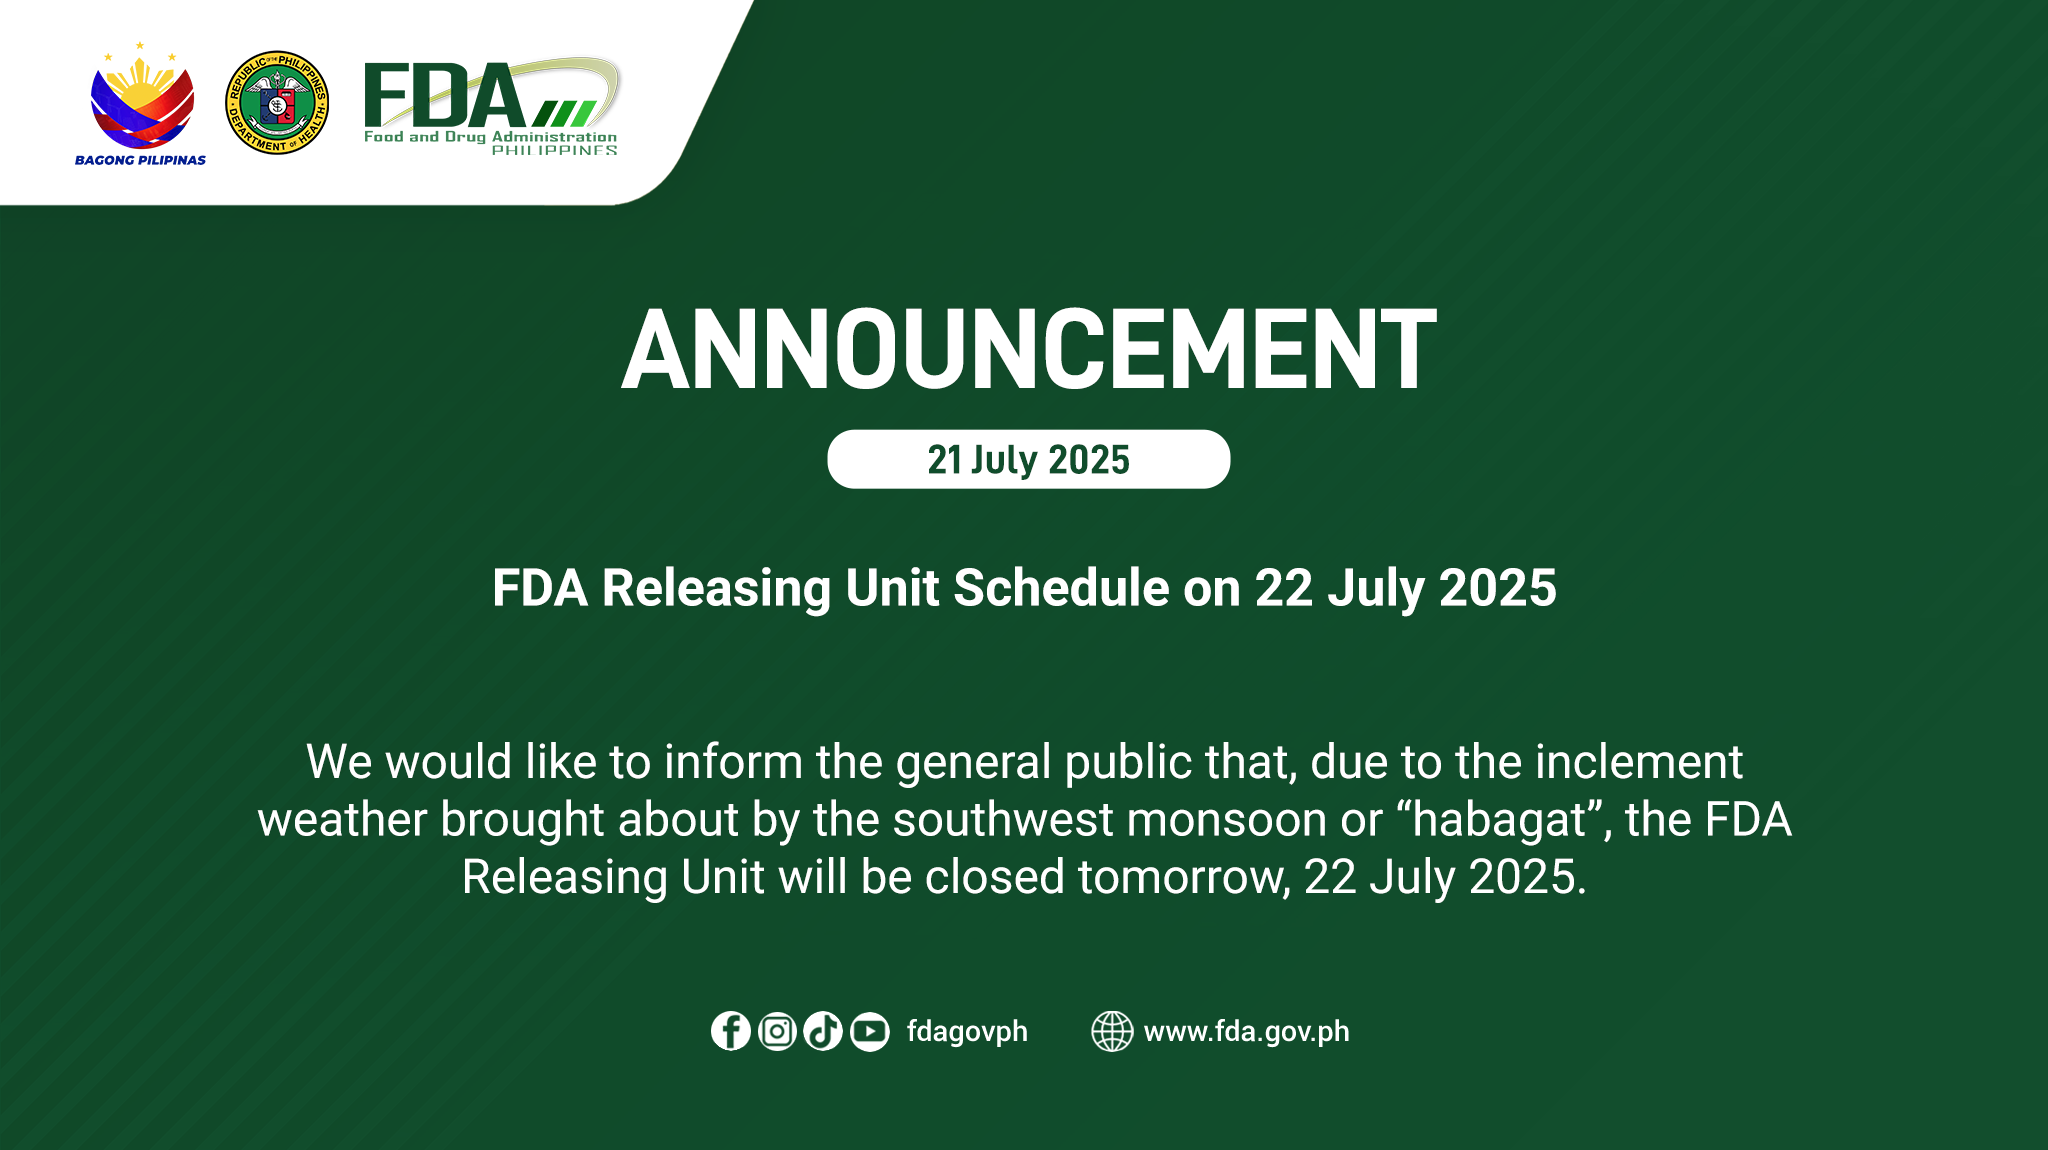 BAGONG PILIPINAS
REPUBLIC OF THE PHILIPPINES
DEPARTMENT OF HEALTH
FDA
Food and Drug Administration
PHILIPPINES
ANNOUNCEMENT
21 July 2025
FDA Releasing Unit Schedule on 22 July 2025
We would like to inform the general public that, due to the inclement
weather brought about by the southwest monsoon or “habagat”, the FDA
Releasing Unit will be closed tomorrow, 22 July 2025.
fdagovph
www.fda.gov.ph